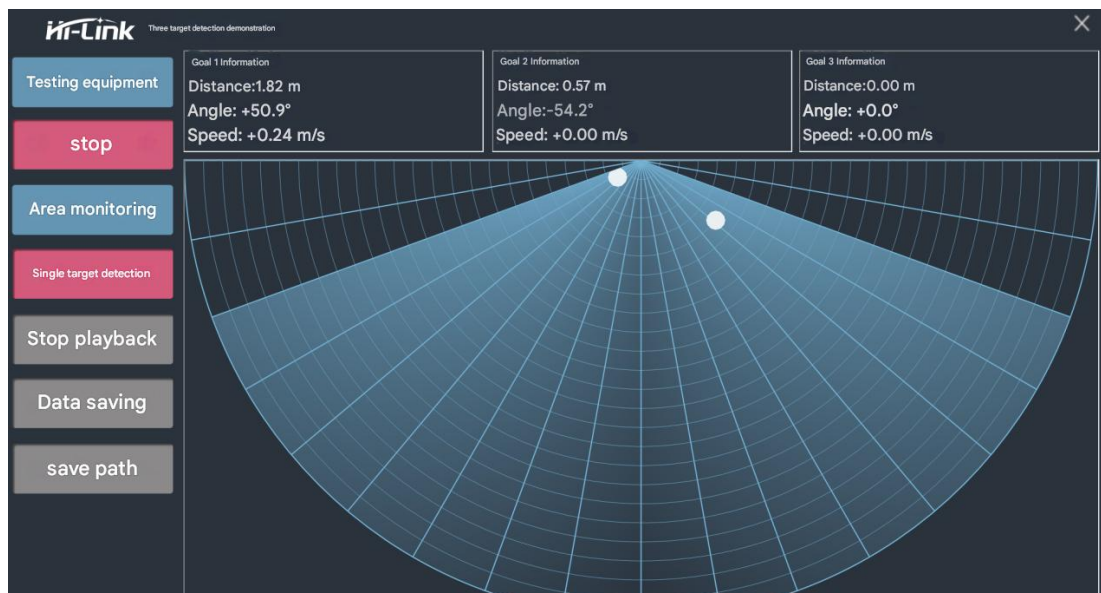 Hi-Link
Three target detection demonstration
Testing equipment
stop
Area monitoring
Single target detection
Stop playback
Data saving
save path
Goal 1 Information
Distance:1.82 m
Angle: +50.9°
Speed: +0.24 m/s
Goal 2 Information
Distance: 0.57 m
Angle:-54.2°
Speed: +0.00 m/s
Goal 3 Information
Distance:0.00 m
Angle: +0.0°
Speed: +0.00 m/s